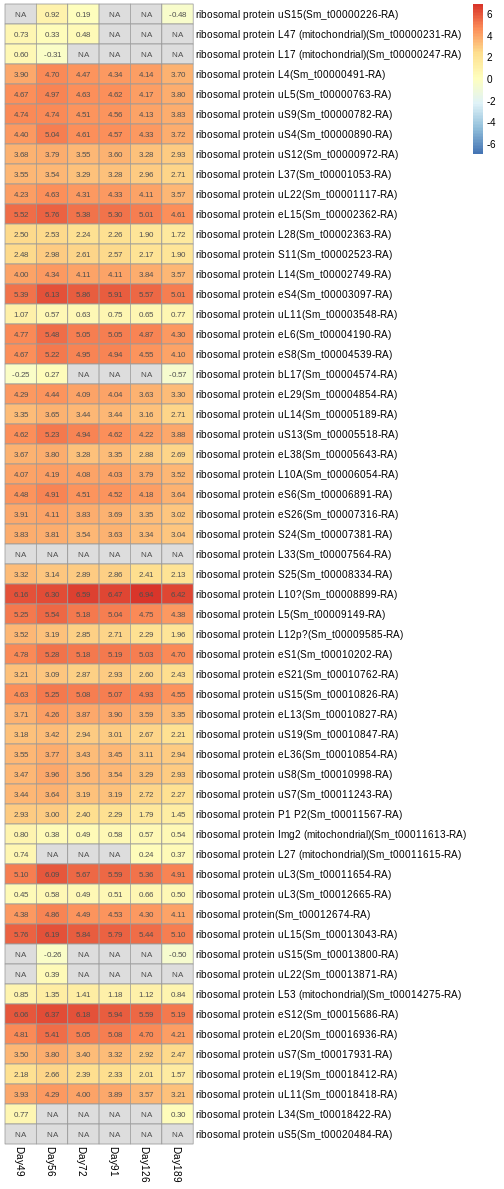 NA 0.92 0.19 NA NA -0.48 ribosomal protein uS15(Sm_t00000226-RA)
0.73 0.33 0.48 NA NA NA ribosomal protein L47 (mitochondrial)(Sm_t00000231-RA)
0.60 -0.31 NA NA NA NA ribosomal protein L17 (mitochondrial)(Sm_t00000247-RA)
3.90 4.70 4.47 4.34 4.14 3.70 ribosomal protein L4(Sm_t00000491-RA)
4.67 4.97 4.63 4.62 4.17 3.80 ribosomal protein uL5(Sm_t00000763-RA)
4.74 4.74 4.51 4.56 4.13 3.83 ribosomal protein uS9(Sm_t00000782-RA)
4.40 5.04 4.61 4.57 4.33 3.72 ribosomal protein uS4(Sm_t00000890-RA)
3.68 3.79 3.55 3.60 3.28 2.93 ribosomal protein uS12(Sm_t00000972-RA)
3.55 3.54 3.29 3.28 2.96 2.71 ribosomal protein L37(Sm_t00001053-RA)
4.23 4.63 4.31 4.33 4.11 3.57 ribosomal protein uL22(Sm_t00001117-RA)
5.52 5.76 5.38 5.30 5.01 4.61 ribosomal protein eL15(Sm_t00002362-RA)
2.50 2.53 2.24 2.26 1.90 1.72 ribosomal protein L28(Sm_t00002363-RA)
2.48 2.98 2.61 2.57 2.17 1.90 ribosomal protein S11(Sm_t00002523-RA)
4.00 4.34 4.11 4.11 3.84 3.57 ribosomal protein L14(Sm_t00002749-RA)
5.39 6.13 5.86 5.91 5.57 5.01 ribosomal protein eS4(Sm_t00003097-RA)
1.07 0.57 0.63 0.75 0.65 0.77 ribosomal protein uL11(Sm_t00003548-RA)
4.77 5.48 5.05 5.05 4.87 4.30 ribosomal protein eL6(Sm_t00004190-RA)
4.67 5.22 4.95 4.94 4.55 4.10 ribosomal protein eS8(Sm_t00004539-RA)
-0.25 0.27 NA NA NA -0.57 ribosomal protein bL17(Sm_t00004574-RA)
4.29 4.44 4.09 4.04 3.63 3.30 ribosomal protein eL29(Sm_t00004854-RA)
3.35 3.65 3.44 3.44 3.16 2.71 ribosomal protein uL14(Sm_t00005189-RA)
4.62 5.23 4.94 4.62 4.22 3.88 ribosomal protein uS13(Sm_t00005518-RA)
3.67 3.80 3.28 3.35 2.88 2.69 ribosomal protein eL38(Sm_t00005643-RA)
4.07 4.19 4.08 4.03 3.79 3.52 ribosomal protein L10A(Sm_t00006054-RA)
4.48 4.91 4.51 4.52 4.18 3.64 ribosomal protein eS6(Sm_t00006891-RA)
3.91 4.11 3.83 3.69 3.35 3.02 ribosomal protein eS26(Sm_t00007316-RA)
3.83 3.81 3.54 3.63 3.34 3.04 ribosomal protein S24(Sm_t00007381-RA)
NA NA NA NA NA NA ribosomal protein L33(Sm_t00007564-RA)
3.32 3.14 2.89 2.86 2.41 2.13 ribosomal protein S25(Sm_t00008334-RA)
6.16 6.30 6.47 6.42 ribosomal protein L10?(Sm_t00008899-RA)
5.25 5.54 5.18 5.04 4.75 4.38 ribosomal protein L5(Sm_t00009149-RA)
3.52 3.19 2.85 2.71 2.29 1.96 ribosomal protein L12p?(Sm_t00009585-RA)
4.78 5.28 5.18 5.19 5.03 4.70 ribosomal protein eS1(Sm_t00010202-RA)
3.21 3.09 2.87 2.93 2.60 2.43 ribosomal protein eS21(Sm_t00010762-RA)
4.63 5.25 5.08 5.07 4.93 4.55 ribosomal protein uS15(Sm_t00010826-RA)
3.71 4.26 3.87 3.90 3.59 3.35 ribosomal protein eL13(Sm_t00010827-RA)
3.18 3.42 2.94 3.01 2.67 2.21 ribosomal protein uS19(Sm_t00010847-RA)
3.55 3.77 3.43 3.45 3.11 2.94 ribosomal protein eL36(Sm_t00010854-RA)
3.47 3.96 3.56 3.54 3.29 2.93 ribosomal protein uS8(Sm_t00010998-RA)
3.44 3.64 3.19 3.19 2.72 2.27 ribosomal protein uS7(Sm_t00011243-RA)
2.93 3.00 2.40 2.29 1.79 1.45 ribosomal protein P1 P2(Sm_t00011567-RA)
0.80 0.38 0.49 0.58 0.57 0.54 ribosomal protein Img2 (mitochondrial)(Sm_t00011613-RA)
0.74 NA NA NA 0.24 0.37 ribosomal protein L27 (mitochondrial)(Sm_t00011615-RA)
5.10 6.09 5.67 5.59 5.36 4.91 ribosomal protein uL3(Sm_t00011654-RA)
0.45 0.58 0.49 0.51 0.66 0.50 ribosomal protein uL3(Sm_t00012665-RA)
4.38 4.86 4.49 4.53 4.30 4.11 ribosomal protein(Sm_t00012674-RA)
5.76 6.19 5.84 5.79 5.44 5.10 ribosomal protein uL15(Sm_t00013043-RA)
NA -0.26 NA NA NA -0.50 ribosomal protein uS15(Sm_t00013800-RA)
NA 0.39 NA NA NA NA ribosomal protein uL22(Sm_t00013871-RA)
0.85 1.35 1.41 1.18 1.12 0.84 ribosomal protein L53 (mitochondrial)(Sm_t00014275-RA)
6.06 6.37 6.18 5.94 5.59 5.19 ribosomal protein eS12(Sm_t00015686-RA)
4.81 5.41 5.05 5.08 4.70 4.21 ribosomal protein eL20(Sm_t00016936-RA)
3.50 3.80 3.40 3.32 2.92 2.47 ribosomal protein uS7(Sm_t00017931-RA)
2.18 2.66 2.39 2.33 2.01 1.57 ribosomal protein eL19(Sm_t00018412-RA)
3.93 4.29 4.00 3.89 3.57 3.21 ribosomal protein uL11(Sm_t00018418-RA)
0.77 NA NA NA NA 0.30 ribosomal protein L34(Sm_t00018422-RA)
NA NA NA NA NA NA ribosomal protein uS5(Sm_t00020484-RA)
Day49 Day56 Day72 Day91 Day126 Day189
6
4
2
0
-2
-4
-6